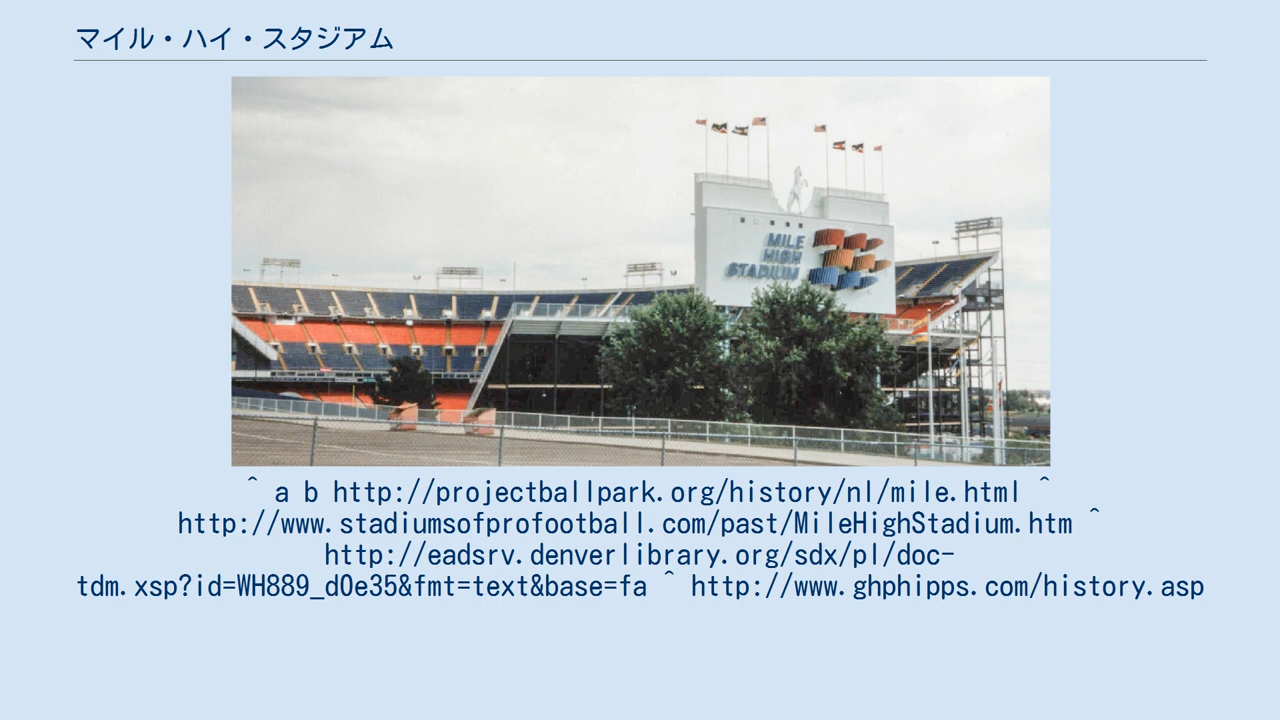 マイル・ハイ・スタジアム
MILE
HIGH
STADIUM
^ a b http://projectballpark.org/history/nl/mile.html ^
http://www.stadiumsofprofootball.com/past/MileHighStadium.htm ^
http://eadsrv.denverlibrary.org/sdx/pl/doc-
tdm.xsp?id=WH889_d0e35&fmt=text&base=fa ^ http://www.ghphipps.com/history.asp